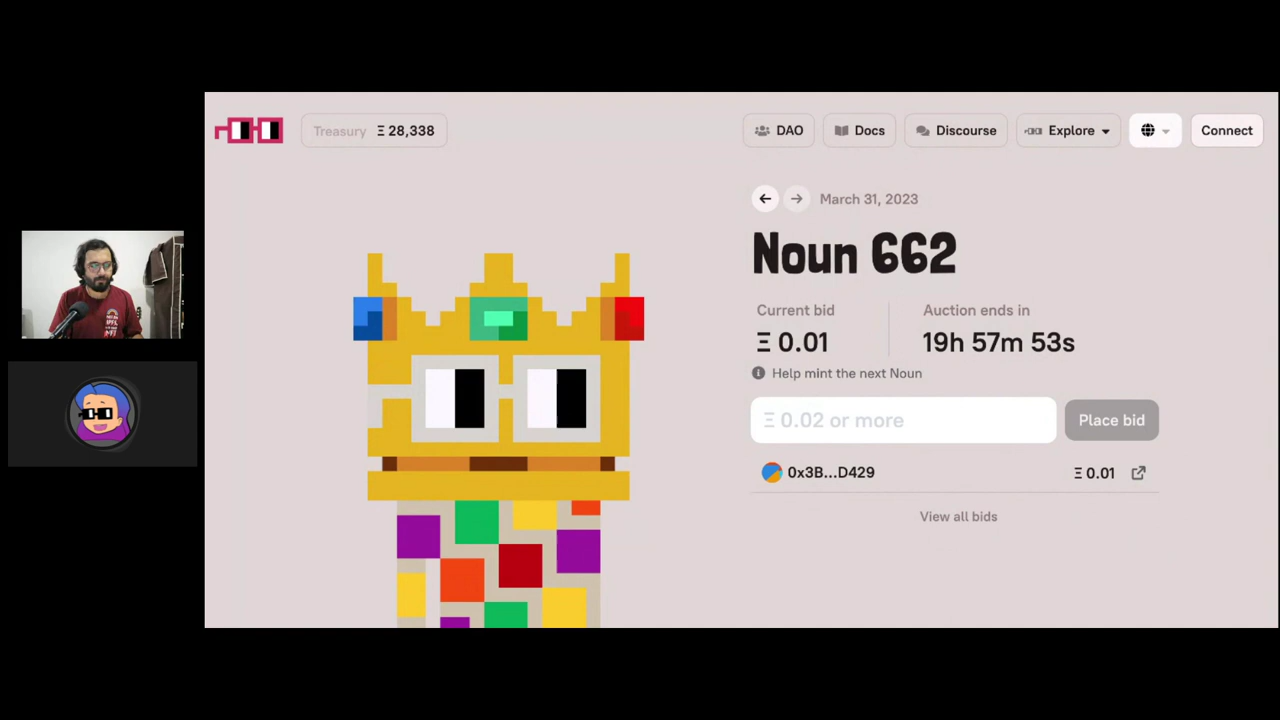 Treasury Ξ 28,338
DAO
Docs
Discourse
Explore
Connect
March 31, 2023
Noun 662
Current bid
Ξ 0.01
Auction ends in
19h 57m 53s
Help mint the next Noun
Ξ 0.02 or more
Place bid
0x3B...D429
Ξ 0.01
View all bids